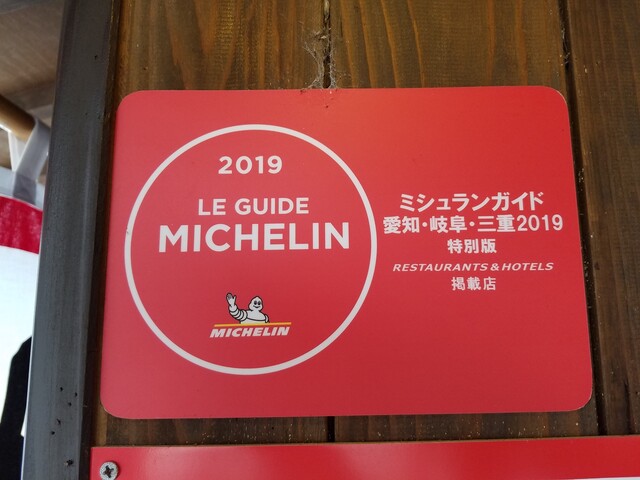 2019
LE GUIDE
MICHELIN
MICHELIN
ミシュランガイド
愛知・岐阜・三重2019
特別版
RESTAURANTS & HOTELS
掲載店